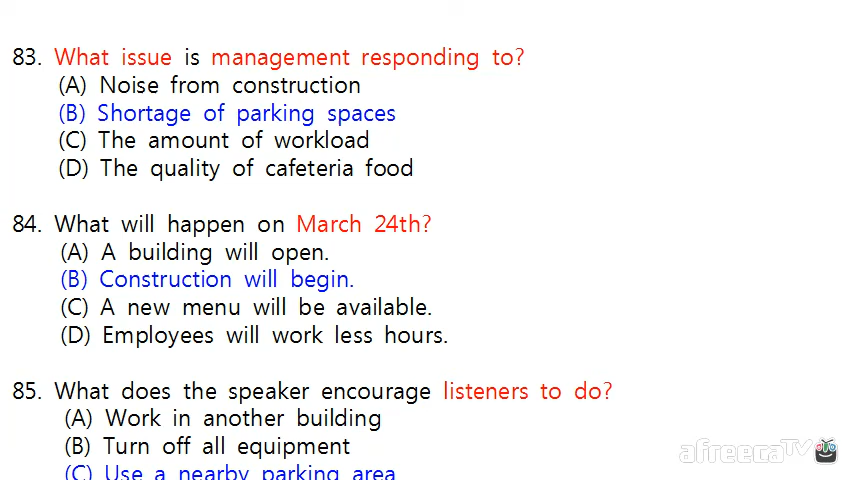 83. What issue is management responding to?
(A) Noise from construction
(B) Shortage of parking spaces
(C) The amount of workload
(D) The quality of cafeteria food
84. What will happen on March 24th?
(A) A building will open.
(B) Construction will begin.
(C) A new menu will be available.
(D) Employees will work less hours.
85. What does the speaker encourage listeners to do?
(A) Work in another building
(B) Turn off all equipment
(C) Use a nearby parking area
afreecaTV